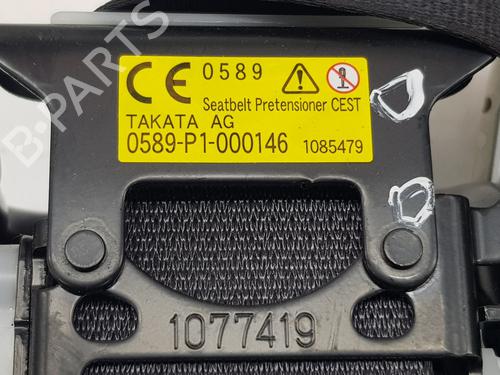 CE 0589
Seatbelt Pretensioner CEST
TAKATA AG
0589-P1-000146 1085479
1077419
B-PARTS